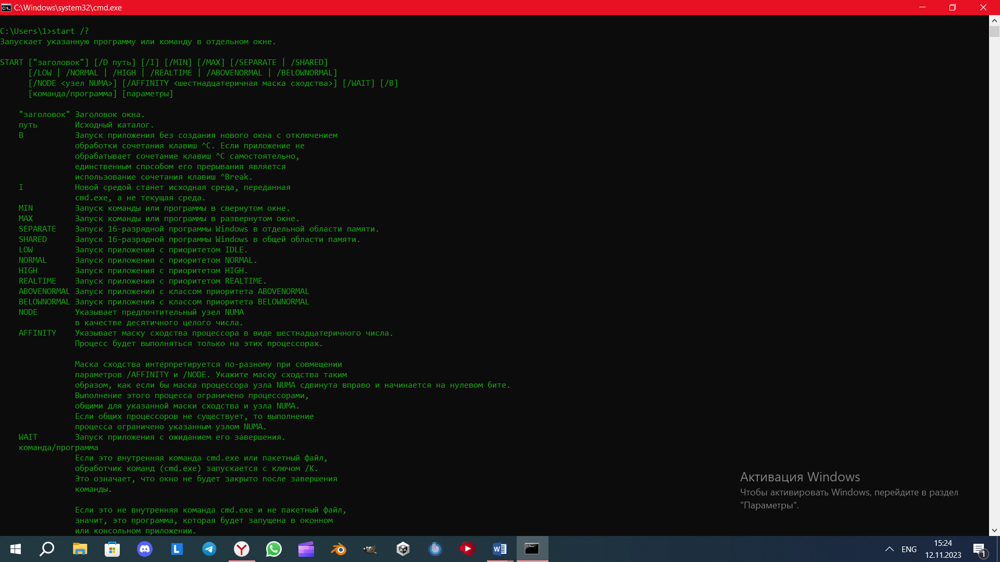 C:\Windows\system32\cmd.exe
C:\Users\1>start /?
Запускает указанную программу или команду в отдельном окне.
START ["заголовок"] [/D путь] [/I] [/MIN] [/MAX] [/SEPARATE | /SHARED]
[/LOW | /NORMAL | /HIGH | /REALTIME | /ABOVENORMAL | /BELOWNORMAL]
[/NODE <узел NUMA>] [/AFFINITY <шестнадцатеричная маска сходства>] [/WAIT] [/B]
[команда/программа] [параметры]
"заголовок" Заголовок окна.
путь Исходный каталог.
B Запуск приложения без создания нового окна с отключением
обработки сочетания клавиш ^C. Если приложение не
обрабатывает сочетание клавиш ^C самостоятельно,
единственным способом его прерывания является
использование сочетания клавиш ^Break.
I Новой средой станет исходная среда, переданная
cmd.exe, а не текущая среда.
MIN Запуск команды или программы в свернутом окне.
MAX Запуск команды или программы в развернутом окне.
SEPARATE Запуск 16-разрядной программы Windows в отдельной области памяти.
SHARED Запуск 16-разрядной программы Windows в общей области памяти.
LOW Запуск приложения с приоритетом IDLE.
NORMAL Запуск приложения с приоритетом NORMAL.
HIGH Запуск приложения с приоритетом HIGH.
REALTIME Запуск приложения с приоритетом REALTIME.
ABOVENORMAL Запуск приложения с классом приоритета ABOVENORMAL
BELOWNORMAL Запуск приложения с классом приоритета BELOWNORMAL
NODE Указывает предпочтительный узел NUMA
в качестве десятичного целого числа.
AFFINITY Указывает маску сходства процессора в виде шестнадцатеричного числа.
Процесс будет выполняться только на этих процессорах.
Маска сходства интерпретируется по-разному при совмещении
параметров /AFFINITY и /NODE. Укажите маску сходства таким
образом, как если бы маска процессора узла NUMA сдвинута вправо и начинается на нулевом бите.
Выполнение этого процесса ограничено процессорами,
общими для указанной маски сходства и узла NUMA.
Если общих процессоров не существует, то выполнение
процесса ограничено указанным узлом NUMA.
WAIT Запуск приложения с ожиданием его завершения.
команда/программа
Если это внутренняя команда cmd.exe или пакетный файл,
обработчик команд (cmd.exe) запускается с ключом /K.
Это означает, что окно не будет закрыто после завершения
команды.
Если это не внутренняя команда cmd.exe и не пакетный файл,
значит, это программа, которая будет запущена в оконном
или консольном приложении.
Активация Windows
Чтобы активировать Windows, перейдите в раздел
"Параметры".
ENG
15:24
12.11.2023
1